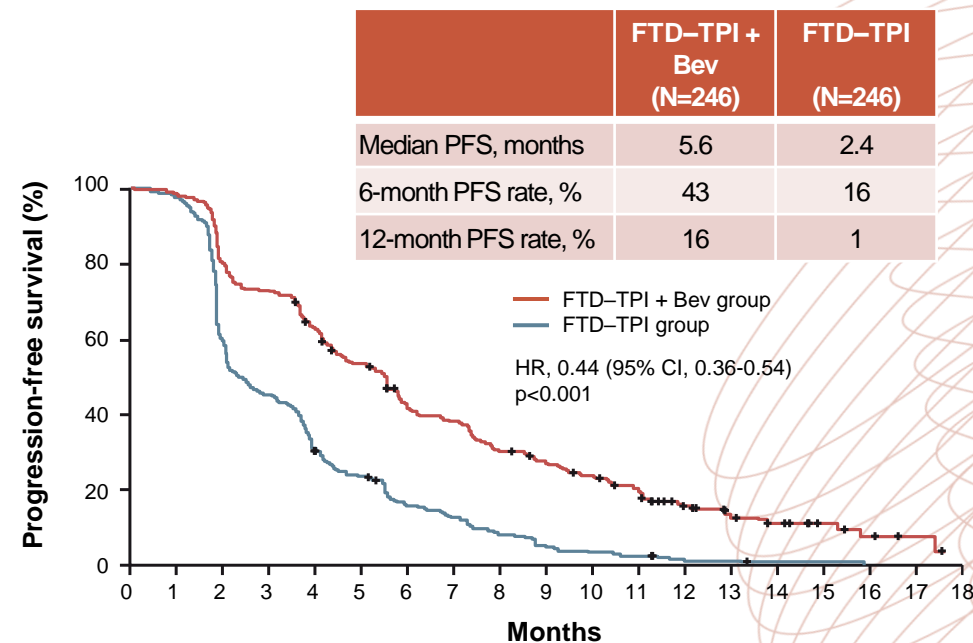 FTD–TPI +
Bev
(N=246)
FTD–TPI
(N=246)
Median PFS, months 5.6 2.4
6-month PFS rate, % 43 16
12-month PFS rate, % 16 1
Progression-free survival (%)
100
80
60
40
20
0
FTD–TPI + Bev group
FTD–TPI group
HR, 0.44 (95% CI, 0.36-0.54)
p<0.001
0 1 2 3 4 5 6 7 8 9 10 11 12 13 14 15 16 17 18
Months